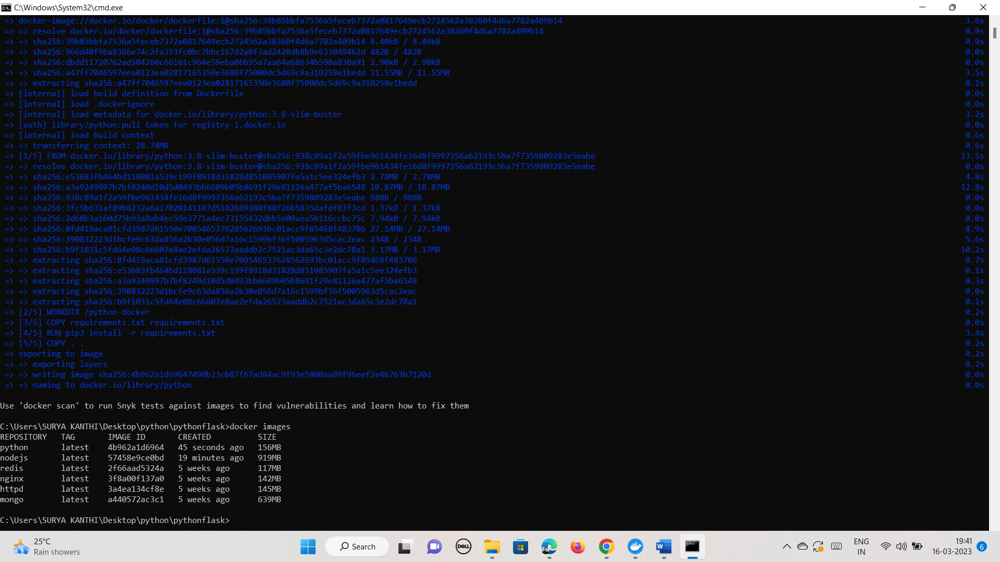 C:\Windows\System32\cmd.exe
=> docker-image://docker.io/docker/dockerfile:1@sha256:39b85bbfa7536a5feceb7372a0817649ecb2724562a38360f4d6a7782a409b14 3.6s
=> => resolve docker.io/docker/dockerfile:1@sha256:39b85bbfa7536a5feceb7372a0817649ecb2724562a38360f4d6a7782a409b14 0.0s
=> => sha256:39b85bbfa7536a5feceb7372a0817649ecb2724562a38360f4d6a7782a409b14 8.40kB / 8.40kB 0.0s
=> => sha256:966d40f9ba8366e74c2fa353fc0bc7bbc167d2a0f3ad2420db8b9e633049462d 482B / 482B 0.0s
=> => sha256:dbdd11720762ad504260c66161c964e59eba06b95a7aa64a68634b598a830a91 2.90kB / 2.90kB 0.0s
=> => sha256:a47ff7046597eea0123ea02817165350e3680f75000dc5d69c9a310258e1bedd 11.55MB / 11.55MB 3.5s
=> => extracting sha256:a47ff7046597eea0123ea02817165350e3680f75000dc5d69c9a310258e1bedd 0.1s
=> [internal] load build definition from Dockerfile 0.0s
=> [internal] load .dockerignore 0.0s
=> [internal] load metadata for docker.io/library/python:3.8-slim-buster 3.2s
=> [auth] library/python:pull token for registry-1.docker.io 0.0s
=> [internal] load build context 0.6s
=> => transferring context: 28.74MB 0.6s
=> [1/5] FROM docker.io/library/python:3.8-slim-buster@sha256:938c89a1f2a59fbe961434fe16d8f9997356a62193c5ba7f7359809283e5eabe 13.5s
=> => resolve docker.io/library/python:3.8-slim-buster@sha256:938c89a1f2a59fbe961434fe16d8f9997356a62193c5ba7f7359809283e5eabe 0.0s
=> => sha256:e53683fb464bd118081a539c199f8918d31828d851085907fa5a1c5ee324efb3 2.78MB / 2.78MB 4.8s
=> => sha256:a3a9249997b7bf8240d10d5d0493bb6609b05b8691f29e81126a477af5ba6548 10.87MB / 10.87MB 12.8s
=> => sha256:938c89a1f2a59fbe961434fe16d8f9997356a62193c5ba7f7359809283e5eabe 988B / 988B 0.0s
=> => sha256:3fc5b631af89b8232a6a17028141107d5102689388f88f26b5835dafdf03f3cd 1.37kB / 1.37kB 0.0s
=> => sha256:2d60b3a160d75b93a8ab4ec59e3771a4ec73155432dbb5e00aea5b116ccbc75c 7.94kB / 7.94kB 0.0s
=> => sha256:8fd419aca81cfd3987d61550e700546537628562693bc01acc9f85468f483706 27.14MB / 27.14MB 8.9s
=> => sha256:390832223d1bcfe9c63da856a2b30e056d7a16c1599bf36f5005963d5cac2eac 234B / 234B 5.6s
=> => sha256:b9f1031c5fd64e08c66607e8ae2efda26573aaddb2c7521ac3da65c3e2dc78a1 3.17MB / 3.17MB 10.2s
=> => extracting sha256:8fd419aca81cfd3987d61550e700546537628562693bc01acc9f85468f483706 0.7s
=> => extracting sha256:e53683fb464bd118081a539c199f8918d31828d851085907fa5a1c5ee324efb3 0.1s
=> => extracting sha256:a3a9249997b7bf8240d10d5d0493bb6609b05b8691f29e81126a477af5ba6548 0.3s
=> => extracting sha256:390832223d1bcfe9c63da856a2b30e056d7a16c1599bf36f5005963d5cac2eac 0.0s
=> => extracting sha256:b9f1031c5fd64e08c66607e8ae2efda26573aaddb2c7521ac3da65c3e2dc78a1 0.1s
=> [2/5] WORKDIR /python-docker 0.2s
=> [3/5] COPY requirements.txt requirements.txt 0.0s
=> [4/5] RUN pip3 install -r requirements.txt 3.4s
=> [5/5] COPY . . 0.2s
=> exporting to image 0.2s
=> => exporting layers 0.2s
=> => writing image sha256:4b962a1d69647490b23cb87f67ad84ac9f93e5800aa89f96eef2e4b763b7120d 0.0s
=> => naming to docker.io/library/python 0.0s
Use 'docker scan' to run Snyk tests against images to find vulnerabilities and learn how to fix them
C:\Users\SURYA KANTHI\Desktop\python\pythonflask>docker images
REPOSITORY TAG IMAGE ID CREATED SIZE
python latest 4b962a1d6964 45 seconds ago 156MB
nodejs latest 57458e9ce0bd 19 minutes ago 919MB
redis latest 2f66aad5324a 5 weeks ago 117MB
nginx latest 3f8a00f137a0 5 weeks ago 142MB
httpd latest 3a4ea134cf8e 5 weeks ago 145MB
mongo latest a440572ac3c1 5 weeks ago 639MB
C:\Users\SURYA KANTHI\Desktop\python\pythonflask>
25°C
Rain showers
Search
DELL
W
ENG
IN
19:41
16-03-2023
6